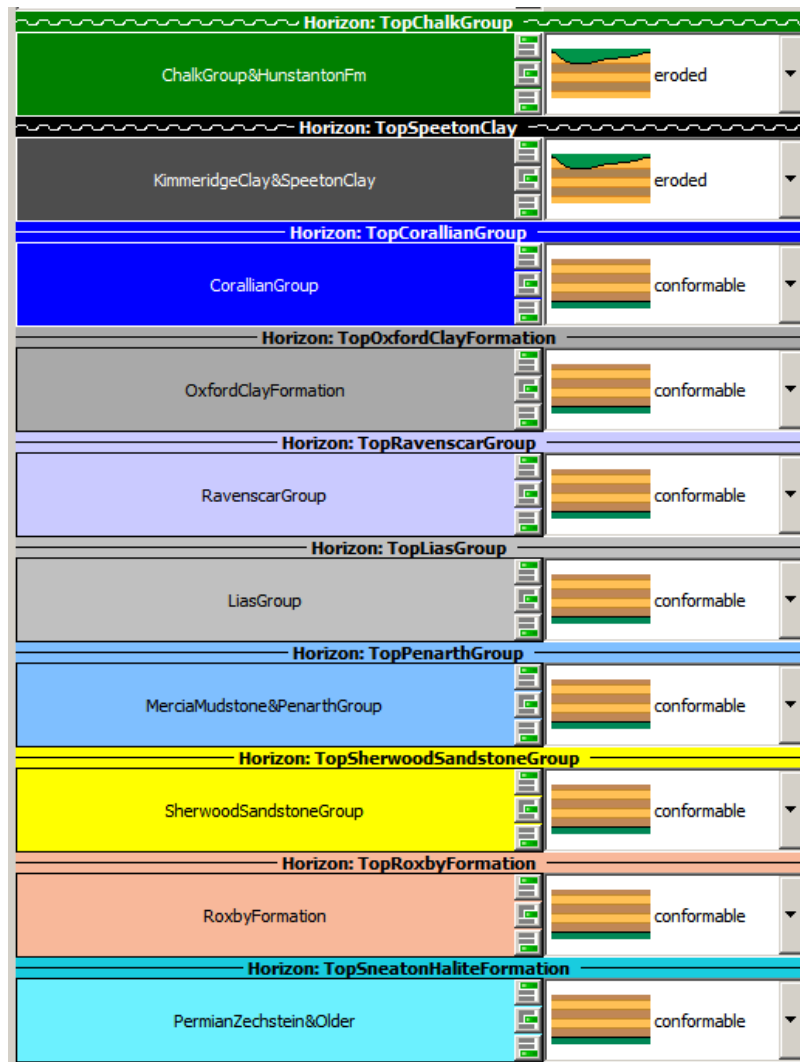 Horizon: TopChalkGroup
ChalkGroup&HunstantonFm
eroded
Horizon: TopSpeetonClay
KimmeridgeClay&SpeetonClay
eroded
Horizon: TopCorallianGroup
CorallianGroup
conformable
Horizon: TopOxfordClayFormation
OxfordClayFormation
conformable
Horizon: TopRavenscarGroup
RavenscarGroup
conformable
Horizon: TopLiasGroup
LiasGroup
conformable
Horizon: TopPenarthGroup
MerciaMudstone&PenarthGroup
conformable
Horizon: TopSherwoodSandstoneGroup
SherwoodSandstoneGroup
conformable
Horizon: TopRoxbyFormation
RoxbyFormation
conformable
Horizon: TopSneatonHaliteFormation
PermianZechstein&Older
conformable